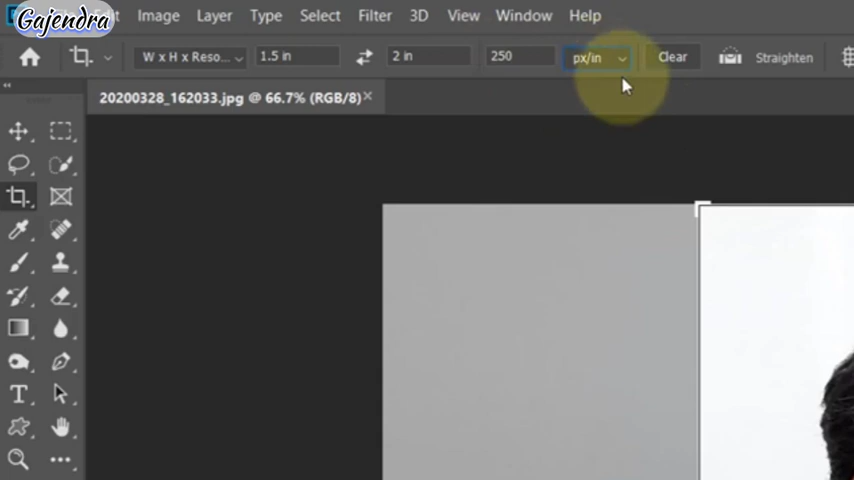 Gajendra
Edit Image Layer Type Select Filter 3D View Window Help
W x H x Reso... 1.5 in 2 in 250 px/in Clear Straighten
20200328_162033.jpg @ 66.7% (RGB/8)